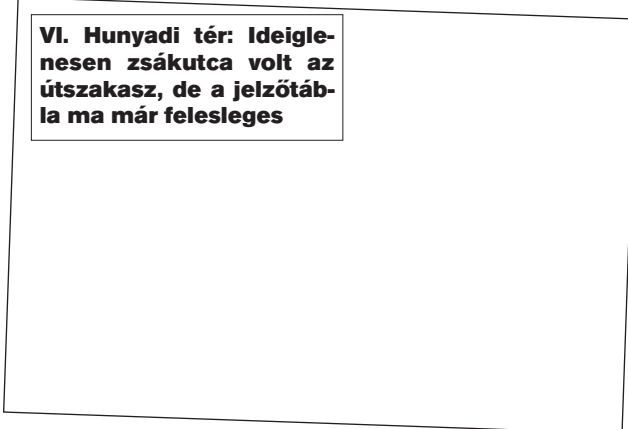 VI. Hunyadi tér: Ideigle-
nesen zsákutca volt az
útszakasz, de a jelzőtáb-
la ma már felesleges